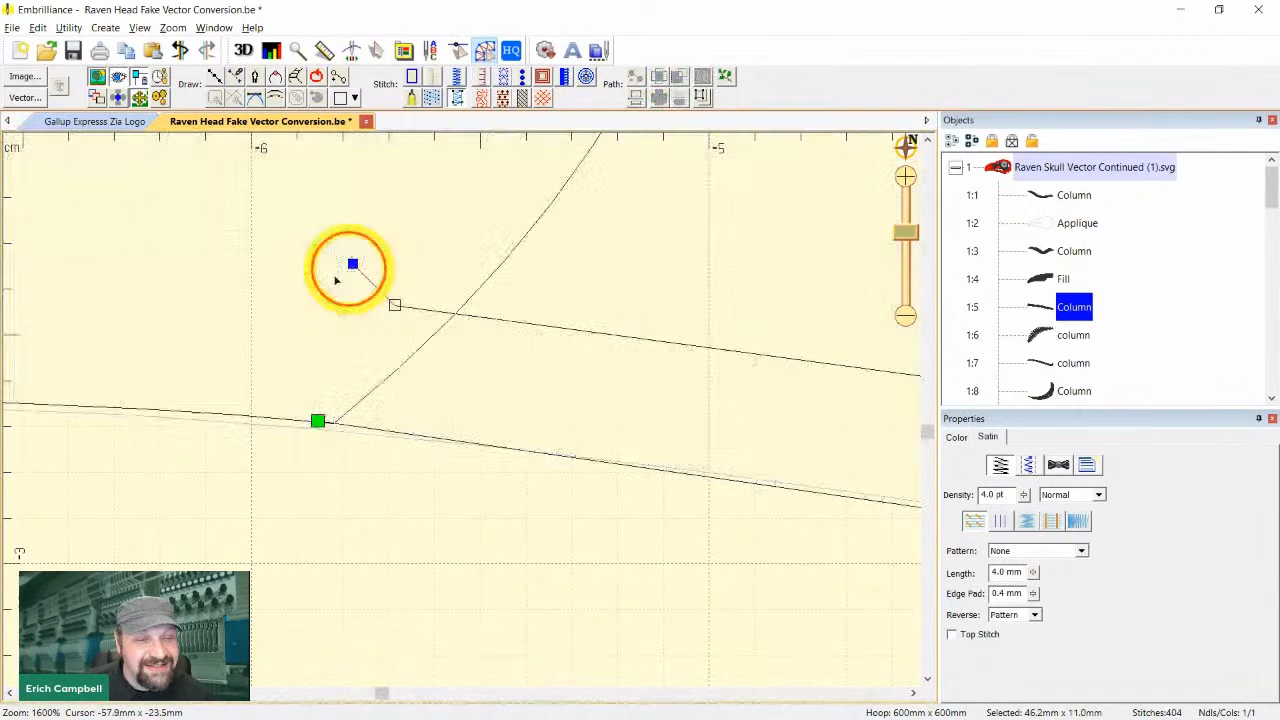 Embrilliance - Raven Head Fake Vector Conversion.be *
File Edit Utility Create View Window Help
3D ABC HQ A
Image... Draw: Stitch: Path:
Vector...
Gallup Expresss Zia Logo Raven Head Fake Vector Conversion.be *
cm -6 -5 N
-3
Erich Campbell
Objects
1 Raven Skull Vector Continued (1).svg
1:1 Column
1:2 Applique
1:3 Column
1:4 Fill
1:5 Column
1:6 column
1:7 column
1:8 Column
Properties
Color Satin
Density: 4.0 pt Normal
Pattern: None
Length: 4.0 mm
Edge Pad: 0.4 mm
Reverse: Pattern
Top Stitch
Zoom: 1600% Cursor: -57.9mm x -23.5mm Hoop: 600mm x 600mm Selected: 46.2mm x 11.0mm Stitches:404 Ndls/Cols: 1/1